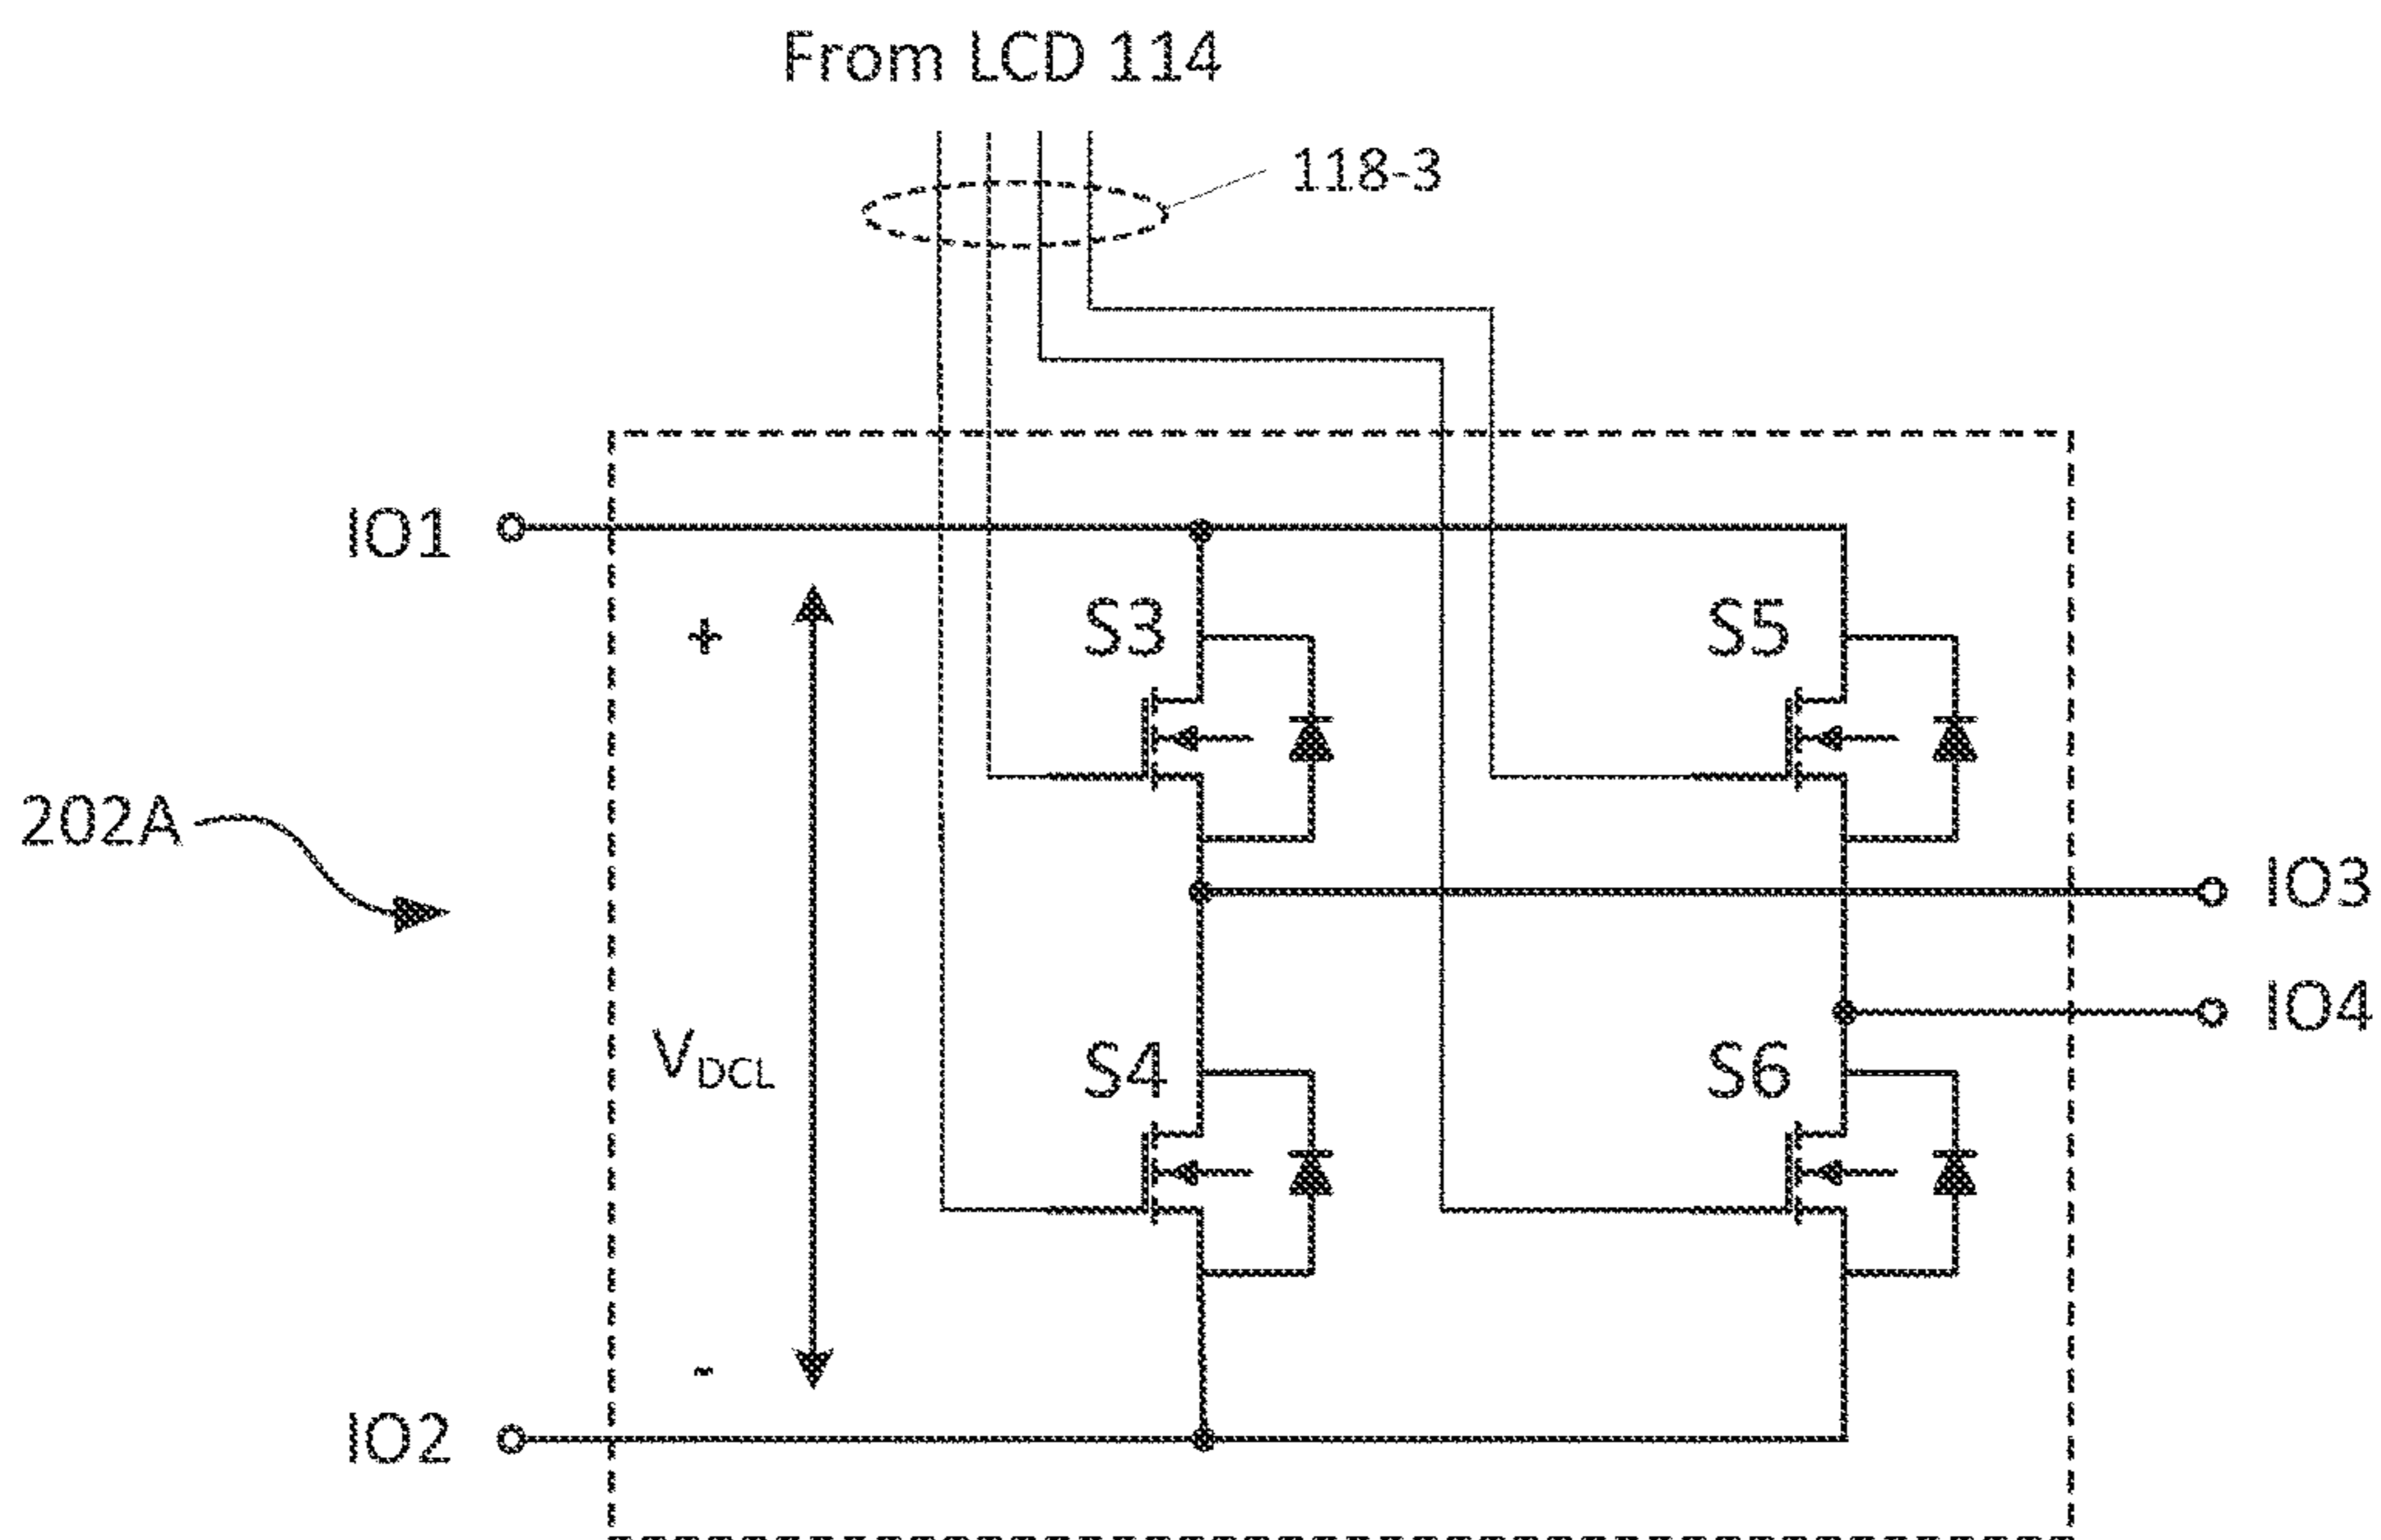 From LCD 114
118-3
IO1
+
S3
S5
202A
IO3
IO4
VDCL
S4
S6
-
IO2